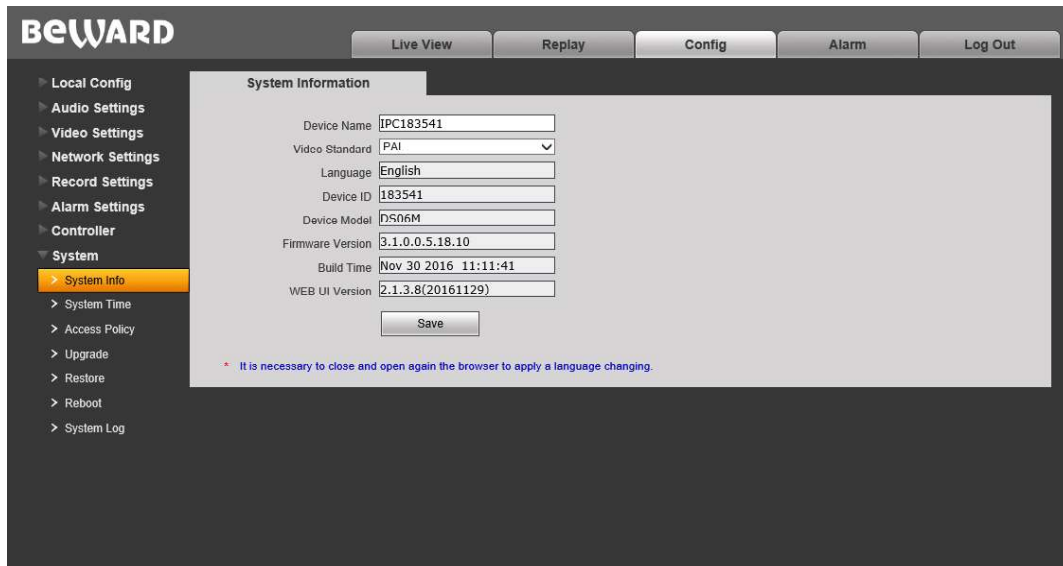 BEWARD
Live View Replay Config Alarm Log Out
Local Config
Audio Settings
Video Settings
Network Settings
Record Settings
Alarm Settings
Controller
System
System Info
System Time
Access Policy
Upgrade
Restore
Reboot
System Log
System Information
Device Name IPC183541
Video Standard PAL
Language English
Device ID 183541
Device Model DS06M
Firmware Version 3.1.0.0.5.18.10
Build Time Nov 30 2016 11:11:41
WEB UI Version 2.1.3.8(20161129)
Save
* It is necessary to close and open again the browser to apply a language changing.